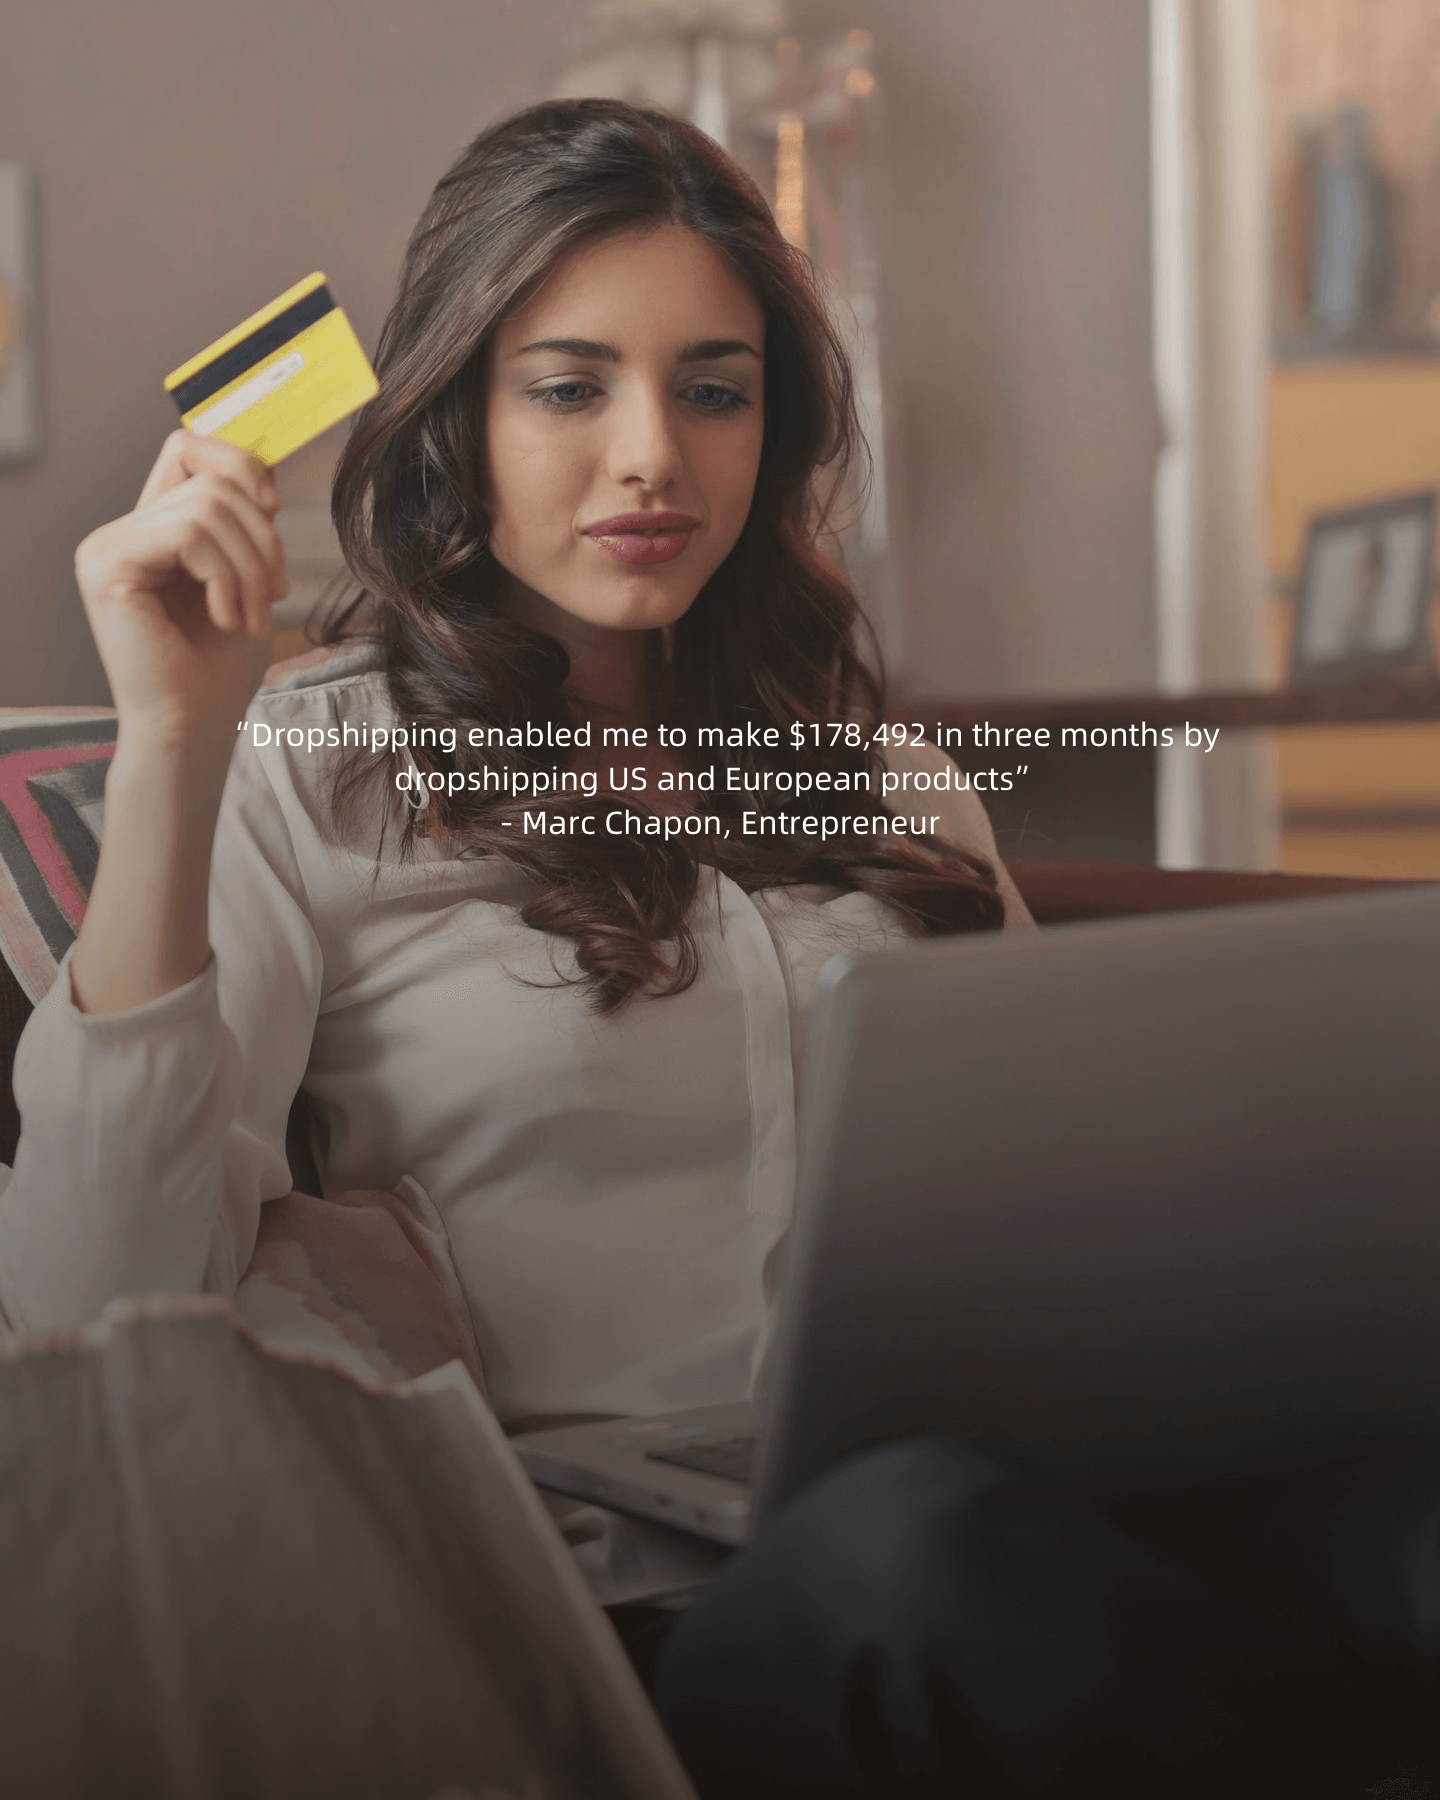 “Dropshipping enabled me to make $178,492 in three months by
dropshipping US and European products”
- Marc Chapon, Entrepreneur